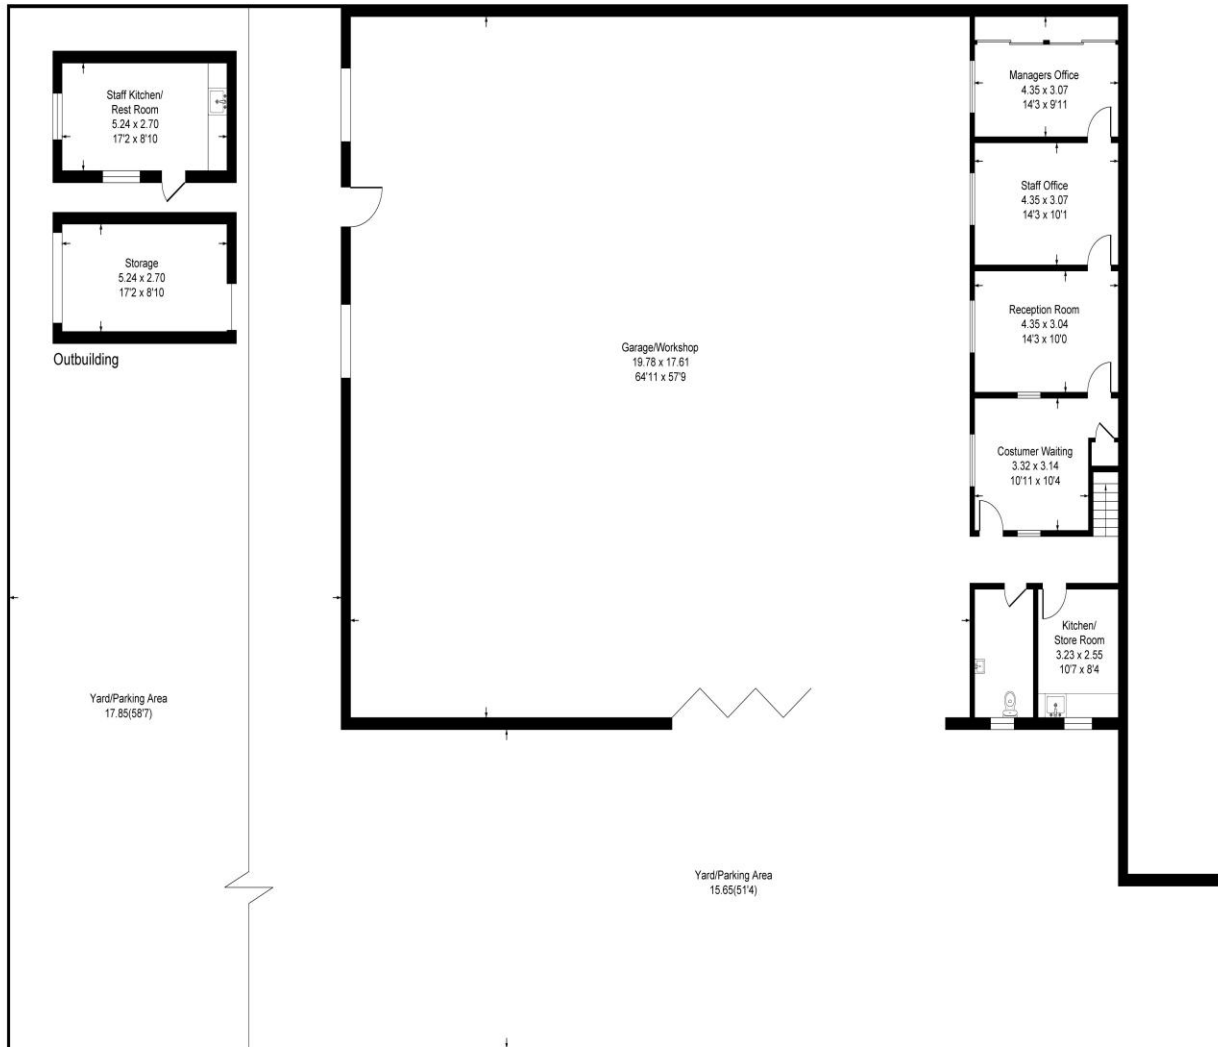 Staff Kitchen/
Rest Room
5.24 x 2.70
17'2 x 8'10
Storage
5.24 x 2.70
17'2 x 8'10
Outbuilding
Yard/Parking Area
17.85(58'7)
Garage/Workshop
19.78 x 17.61
64'11 x 57'9
Managers Office
4.35 x 3.07
14'3 x 9'11
Staff Office
4.35 x 3.07
14'3 x 10'1
Reception Room
4.35 x 3.04
14'3 x 10'0
Costumer Waiting
3.32 x 3.14
10'11 x 10'4
Kitchen/
Store Room
3.23 x 2.55
10'7 x 8'4
Yard/Parking Area
15.65(51'4)